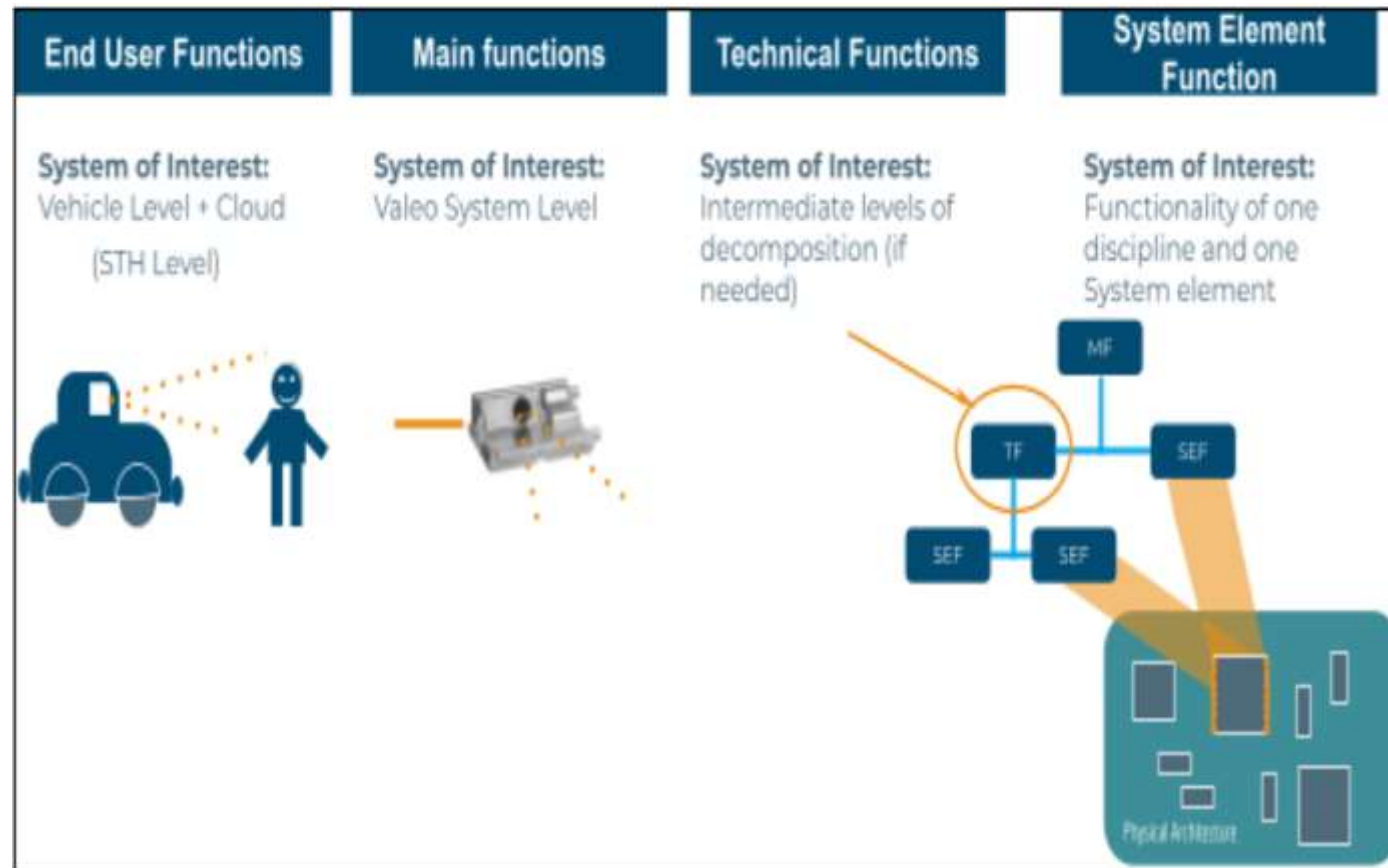 End User Functions
Main functions
Technical Functions
System Element
Function
System of Interest:
Vehicle Level + Cloud
(STH Level)
System of Interest:
Valeo System Level
System of Interest:
Intermediate levels of
decomposition (if
needed)
System of Interest:
Functionality of one
discipline and one
System element
MF
TF
SEF
SEF
SEF
Physical Architecture